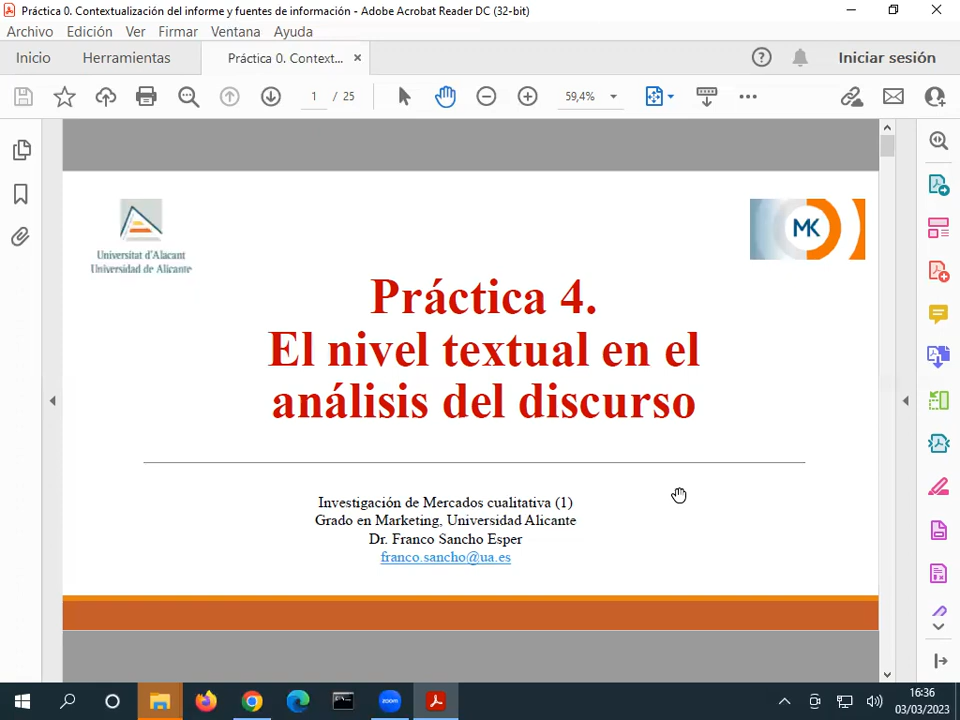 Práctica 0. Contextualización del informe y fuentes de información - Adobe Acrobat Reader DC (32-bit)
Archivo Edición Ver Firmar Ventana Ayuda
Inicio Herramientas Práctica 0. Context... × Iniciar sesión
1 / 25 59,4%
Universitat d'Alacant
Universidad de Alicante
MK
Práctica 4.
El nivel textual en el
análisis del discurso
Investigación de Mercados cualitativa (1)
Grado en Marketing, Universidad Alicante
Dr. Franco Sancho Esper
franco.sancho@ua.es
zoom
16:36
03/03/2023